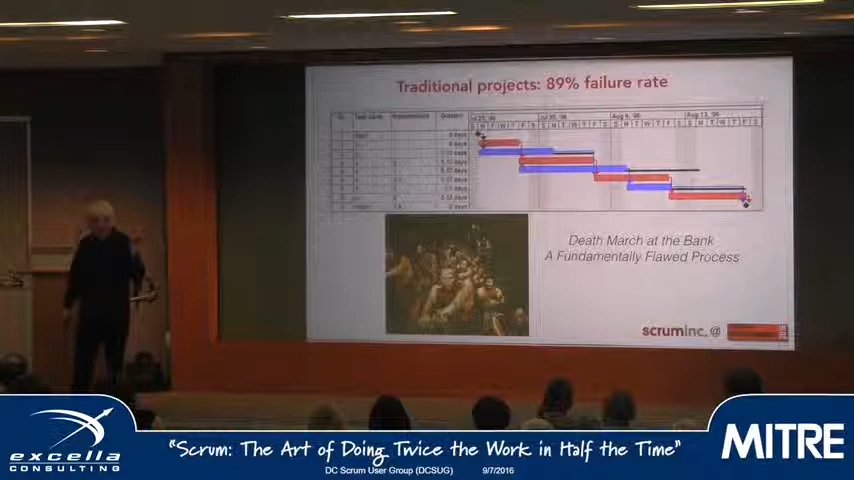 Traditional projects: 89% failure rate
Death March at the Bank
A Fundamentally Flawed Process
scruminc.@
excella
CONSULTING
"Scrum: The Art of Doing Twice the Work in Half the Time"
DC Scrum User Group (DCSUG) 9/7/2016
MITRE